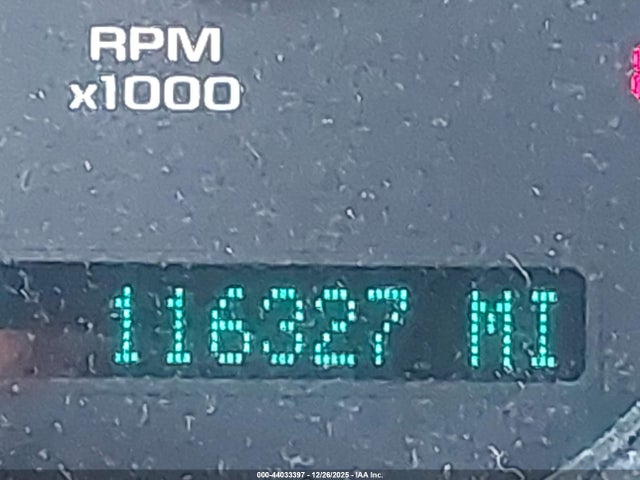 RPM
x1000
116327 MI
000-44033397 - 12/26/2025 - IAA Inc.